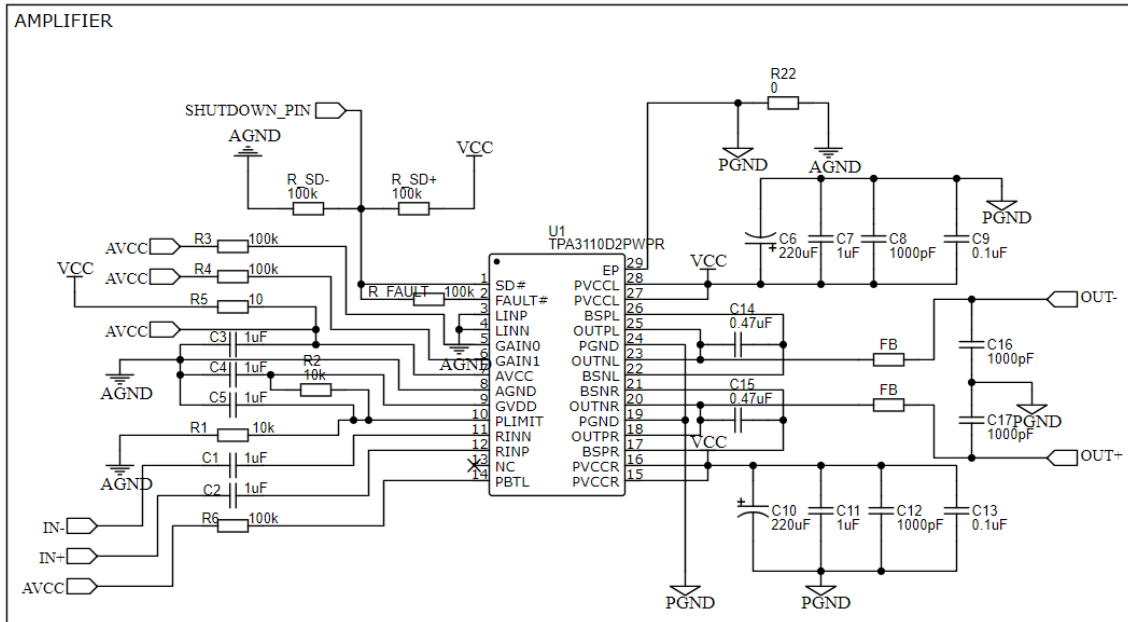 AMPLIFIER
R22
0
SHUTDOWN_PIN
AGND
VCC
PGND
AGND
R_SD-
100k
R_SD+
100k
PGND
U1
TPA3110D2PWPR
AVCC R3 100k
AVCC R4 100k
VCC
R5 10
R_FAULT 100k
AVCC
C3 1uF
C4 1uF
C5 1uF
R2
10k
AGND
AGND
R1 10k
AGND
C1 1uF
C2 1uF
R6 100k
IN-
IN+
AVCC
1 SD#
2 FAULT#
3 LINP
4 LINN
5 GAIN0
6 GAIN1
7 AVCC
8 AGND
9 GVDD
10 PLIMIT
11 RINN
12 RINP
13 NC
14 PBTL
EP 29
PVCCL 28
PVCCL 27
BSPL 26
OUTPL 25
PGND 24
OUTNL 23
BSNL 22
BSNR 21
OUTNR 20
PGND 19
OUTPR 18
BSPR 17
PVCCR 16
PVCCR 15
VCC
C6
220uF
C7
1uF
C8
1000pF
C9
0.1uF
C14
0.47uF
C15
0.47uF
FB
FB
OUT-
C16
1000pF
C17
1000pF
PGND
OUT+
VCC
C10
220uF
C11
1uF
C12
1000pF
C13
0.1uF
PGND
PGND